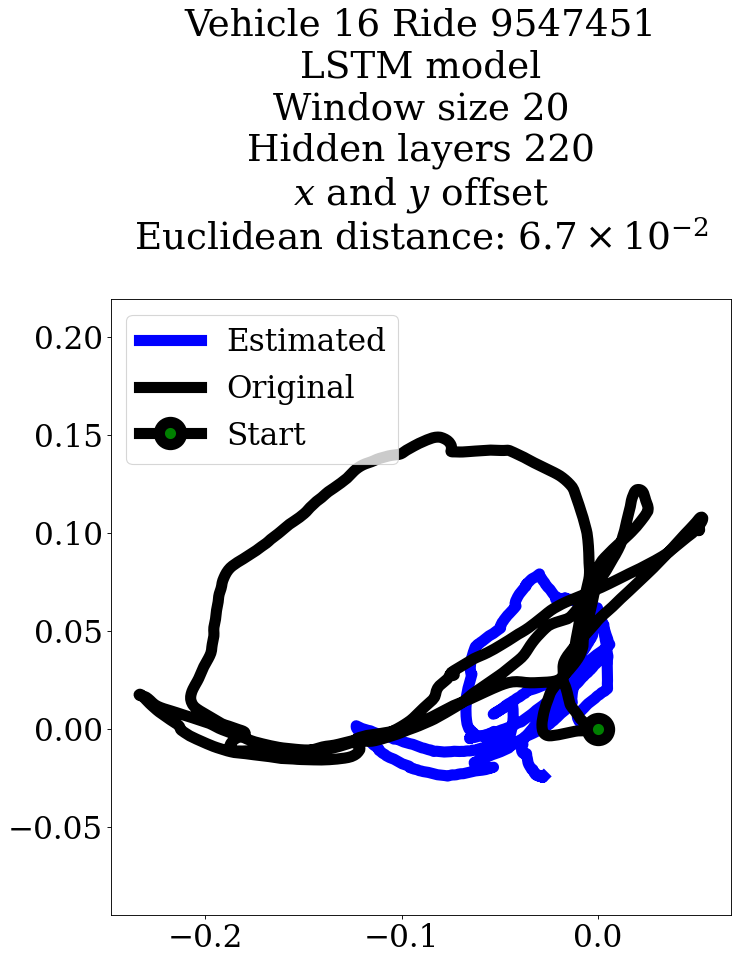 Vehicle 16 Ride 9547451
LSTM model
Window size 20
Hidden layers 220
x and y offset
Euclidean distance: 6.7 × 10⁻²
Estimated
Original
Start
0.20
0.15
0.10
0.05
0.00
−0.05
−0.2
−0.1
0.0